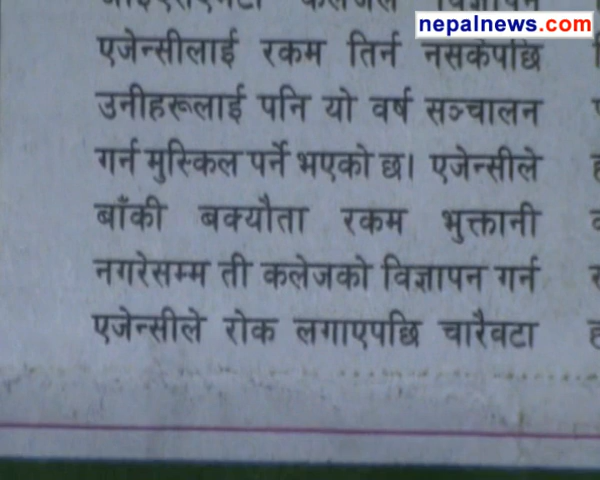 nepalnews.com
एजेन्सीलाई रकम तिर्न नसकेपछि
उनीहरूलाई पनि यो वर्ष सञ्चालन
गर्न मुस्किल पर्ने भएको छ। एजेन्सीले
बाँकी बक्यौता रकम भुक्तानी
नगरेसम्म ती कलेजको विज्ञापन गर्न
एजेन्सीले रोक लगाएपछि चारैवटा